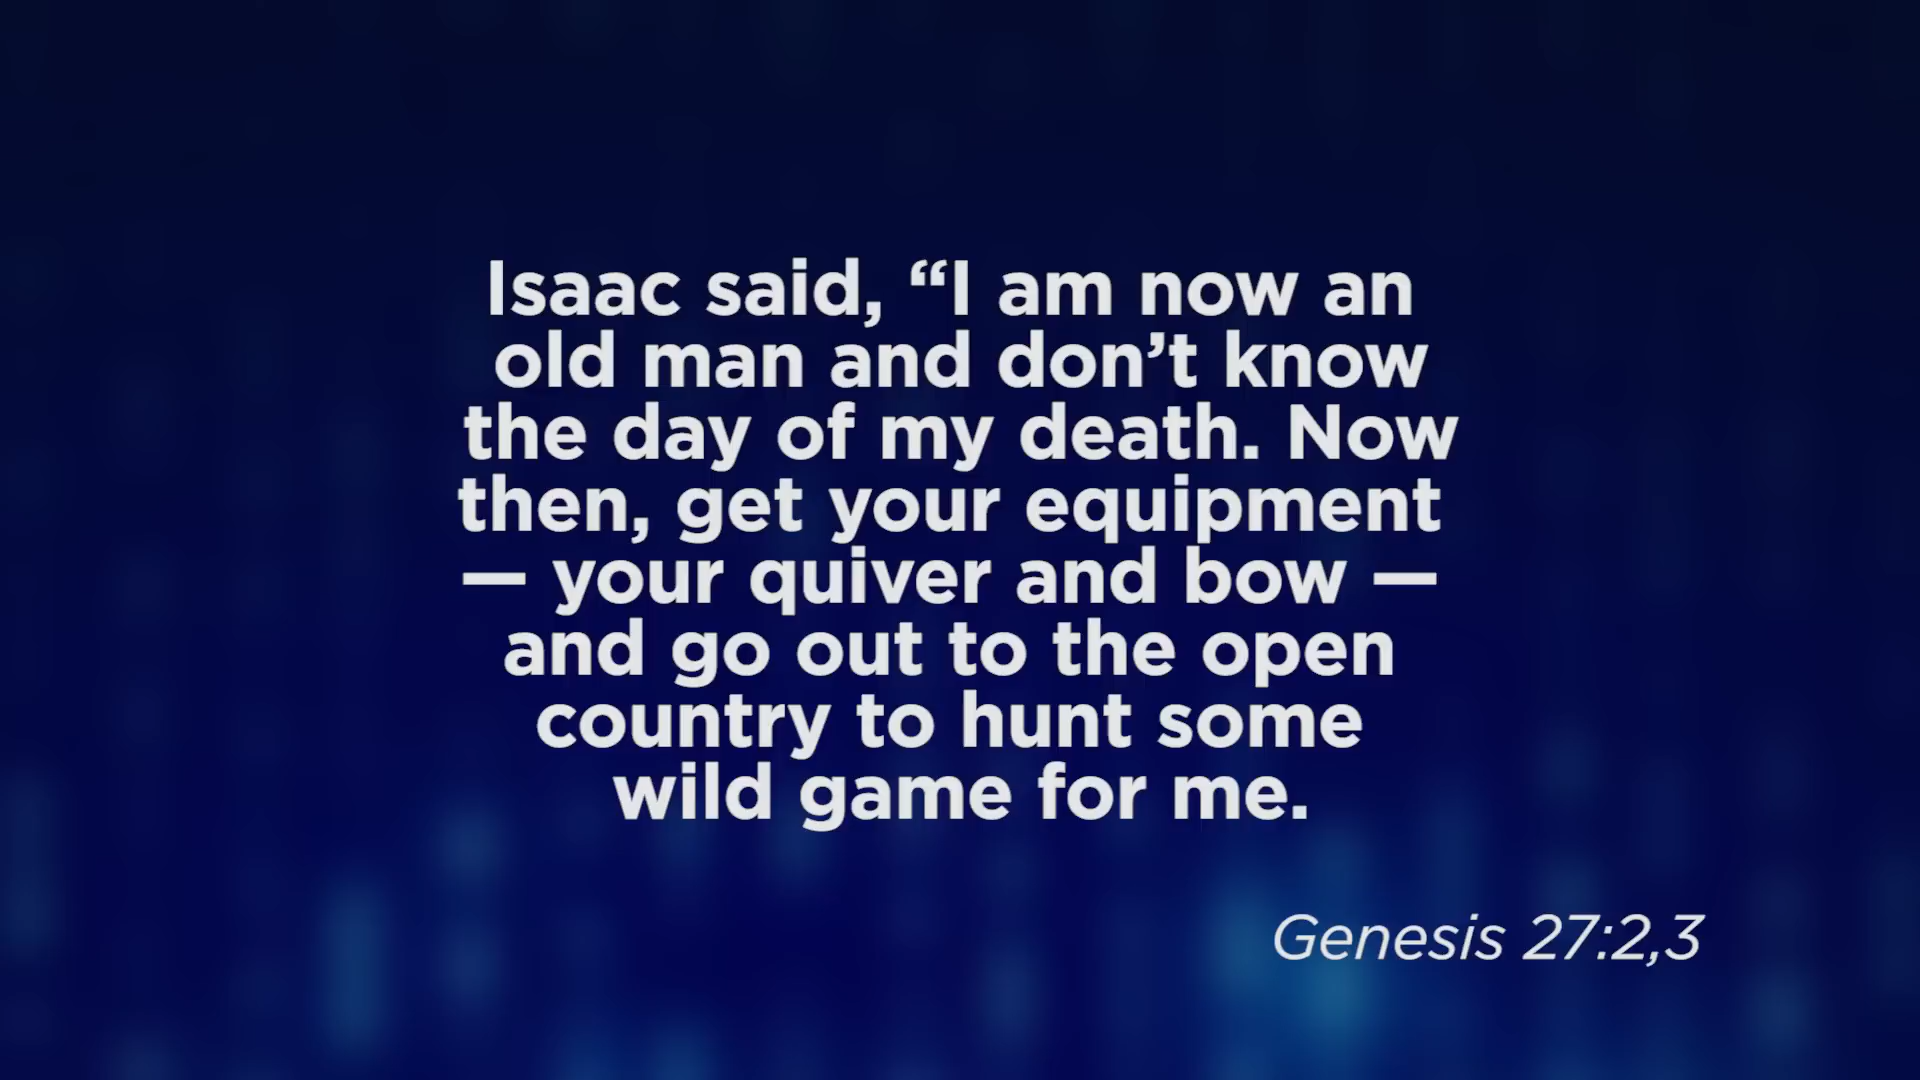 Isaac said, “I am now an
old man and don’t know
the day of my death. Now
then, get your equipment
— your quiver and bow —
and go out to the open
country to hunt some
wild game for me.
Genesis 27:2,3